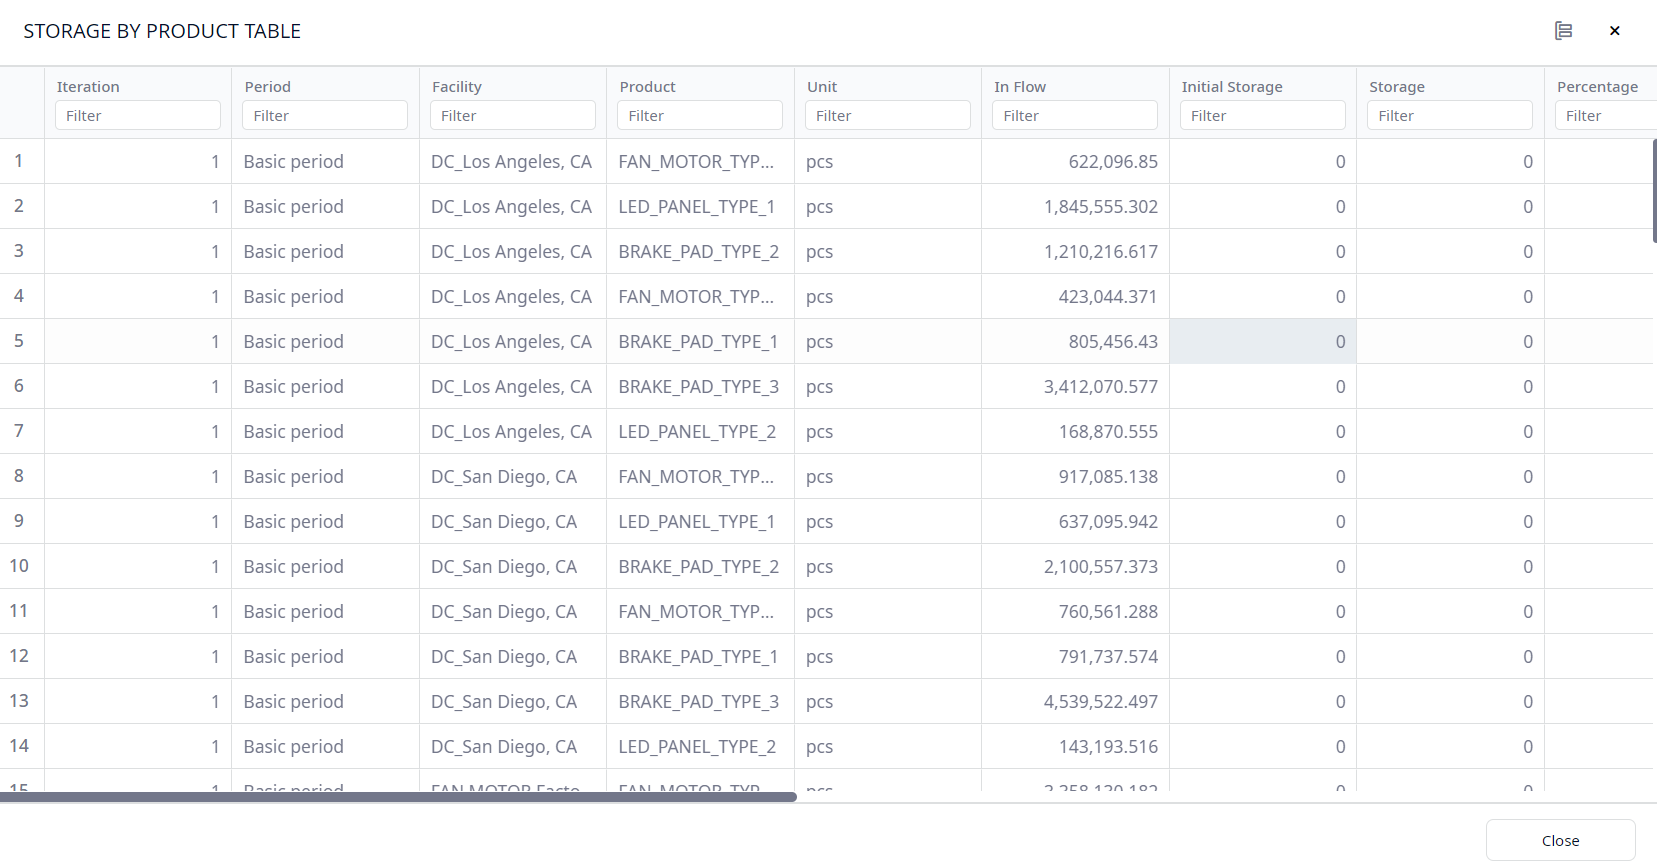 STORAGE BY PRODUCT TABLE
Iteration Period Facility Product Unit In Flow Initial Storage Storage Percentage
Filter Filter Filter Filter Filter Filter Filter Filter Filter
1 1 Basic period DC_Los Angeles, CA FAN_MOTOR_TYP... pcs 622,096.85 0 0
2 1 Basic period DC_Los Angeles, CA LED_PANEL_TYPE_1 pcs 1,845,555.302 0 0
3 1 Basic period DC_Los Angeles, CA BRAKE_PAD_TYPE_2 pcs 1,210,216.617 0 0
4 1 Basic period DC_Los Angeles, CA FAN_MOTOR_TYP... pcs 423,044.371 0 0
5 1 Basic period DC_Los Angeles, CA BRAKE_PAD_TYPE_1 pcs 805,456.43 0 0
6 1 Basic period DC_Los Angeles, CA BRAKE_PAD_TYPE_3 pcs 3,412,070.577 0 0
7 1 Basic period DC_Los Angeles, CA LED_PANEL_TYPE_2 pcs 168,870.555 0 0
8 1 Basic period DC_San Diego, CA FAN_MOTOR_TYP... pcs 917,085.138 0 0
9 1 Basic period DC_San Diego, CA LED_PANEL_TYPE_1 pcs 637,095.942 0 0
10 1 Basic period DC_San Diego, CA BRAKE_PAD_TYPE_2 pcs 2,100,557.373 0 0
11 1 Basic period DC_San Diego, CA FAN_MOTOR_TYP... pcs 760,561.288 0 0
12 1 Basic period DC_San Diego, CA BRAKE_PAD_TYPE_1 pcs 791,737.574 0 0
13 1 Basic period DC_San Diego, CA BRAKE_PAD_TYPE_3 pcs 4,539,522.497 0 0
14 1 Basic period DC_San Diego, CA LED_PANEL_TYPE_2 pcs 143,193.516 0 0
15 1 Basic period
Close